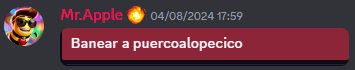 Mr.Apple 04/08/2024 17:59
Banear a puercoalopecico